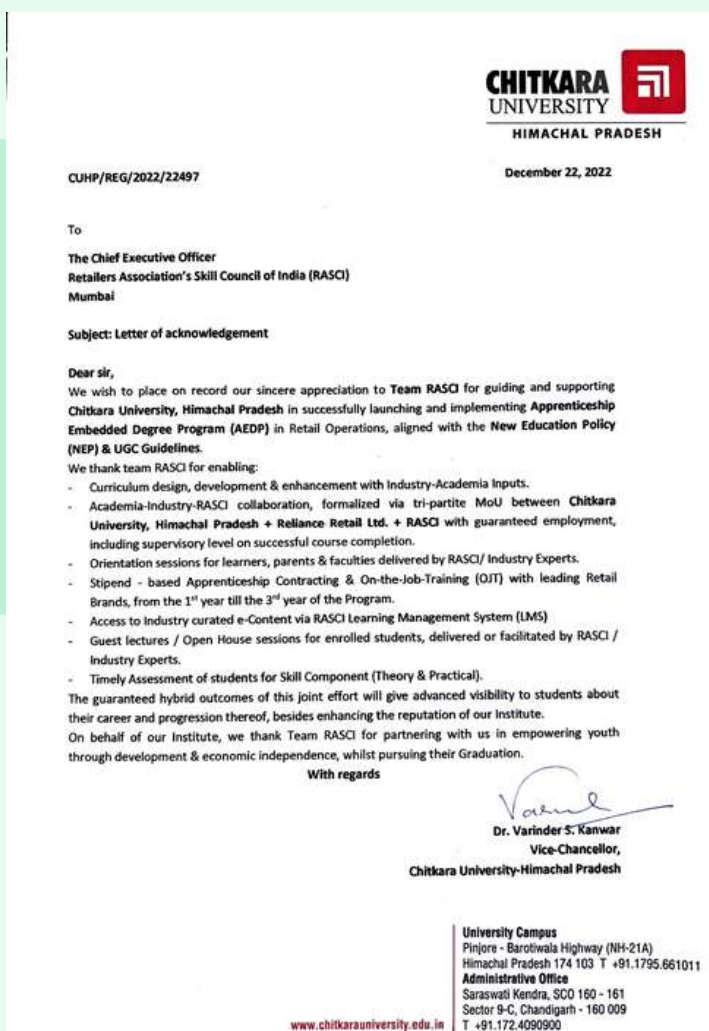 CHITKARA
UNIVERSITY
HIMACHAL PRADESH
CUHP/REG/2022/22497
December 22, 2022
To
The Chief Executive Officer
Retailers Association's Skill Council of India (RASCI)
Mumbai
Subject: Letter of acknowledgement
Dear sir,
We wish to place on record our sincere appreciation to Team RASCI for guiding and supporting
Chitkara University, Himachal Pradesh in successfully launching and implementing Apprenticeship
Embedded Degree Program (AEDP) in Retail Operations, aligned with the New Education Policy
(NEP) & UGC Guidelines.
We thank team RASCI for enabling:
- Curriculum design, development & enhancement with Industry-Academia Inputs.
- Academia-Industry-RASCI collaboration, formalized via tri-partite MoU between Chitkara
University, Himachal Pradesh + Reliance Retail Ltd. + RASCI with guaranteed employment,
including supervisory level on successful course completion.
- Orientation sessions for learners, parents & faculties delivered by RASCI/ Industry Experts.
- Stipend - based Apprenticeship Contracting & On-the-Job-Training (OJT) with leading Retail
Brands, from the 1st year till the 3rd year of the Program.
- Access to Industry curated e-Content via RASCI Learning Management System (LMS)
- Guest lectures / Open House sessions for enrolled students, delivered or facilitated by RASCI /
Industry Experts.
- Timely Assessment of students for Skill Component (Theory & Practical).
The guaranteed hybrid outcomes of this joint effort will give advanced visibility to students about
their career and progression thereof, besides enhancing the reputation of our Institute.
On behalf of our Institute, we thank Team RASCI for partnering with us in empowering youth
through development & economic independence, whilst pursuing their Graduation.
With regards
Dr. Varinder S. Kanwar
Vice-Chancellor,
Chitkara University-Himachal Pradesh
University Campus
Pinjore - Barotiwala Highway (NH-21A)
Himachal Pradesh 174 103 T +91.1795.661011
Administrative Office
Saraswati Kendra, SCO 160 - 161
Sector 9-C, Chandigarh - 160 009
www.chitkarauniversity.edu.in T +91.172.4090900